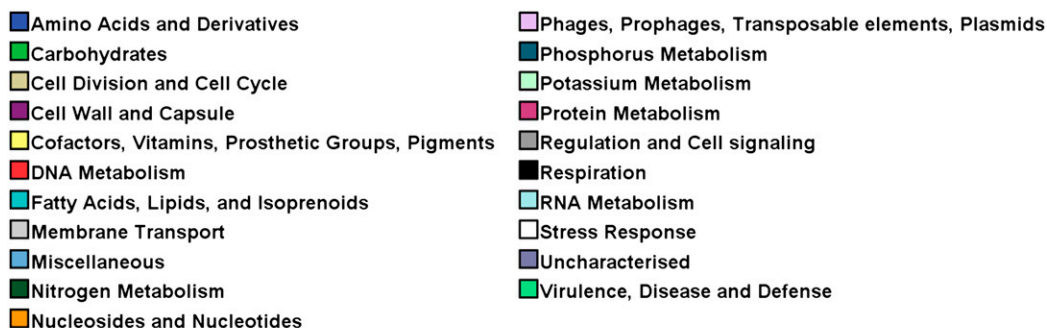 Amino Acids and Derivatives
Carbohydrates
Cell Division and Cell Cycle
Cell Wall and Capsule
Cofactors, Vitamins, Prosthetic Groups, Pigments
DNA Metabolism
Fatty Acids, Lipids, and Isoprenoids
Membrane Transport
Miscellaneous
Nitrogen Metabolism
Nucleosides and Nucleotides
Phages, Prophages, Transposable elements, Plasmids
Phosphorus Metabolism
Potassium Metabolism
Protein Metabolism
Regulation and Cell signaling
Respiration
RNA Metabolism
Stress Response
Uncharacterised
Virulence, Disease and Defense